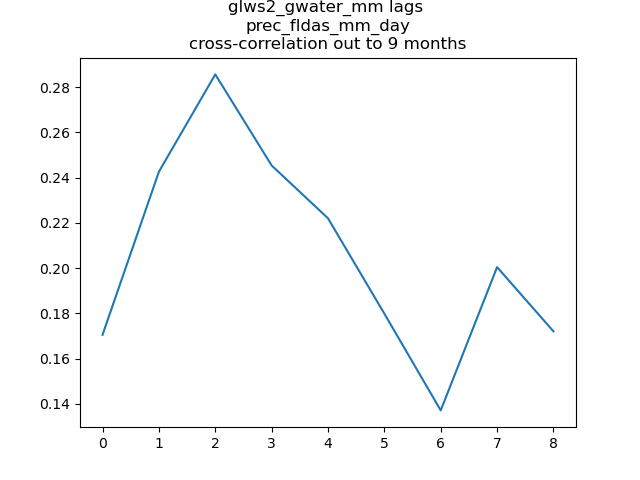 glws2_gwater_mm lags
prec_fldas_mm_day
cross-correlation out to 9 months
0.28
0.26
0.24
0.22
0.20
0.18
0.16
0.14
0 1 2 3 4 5 6 7 8